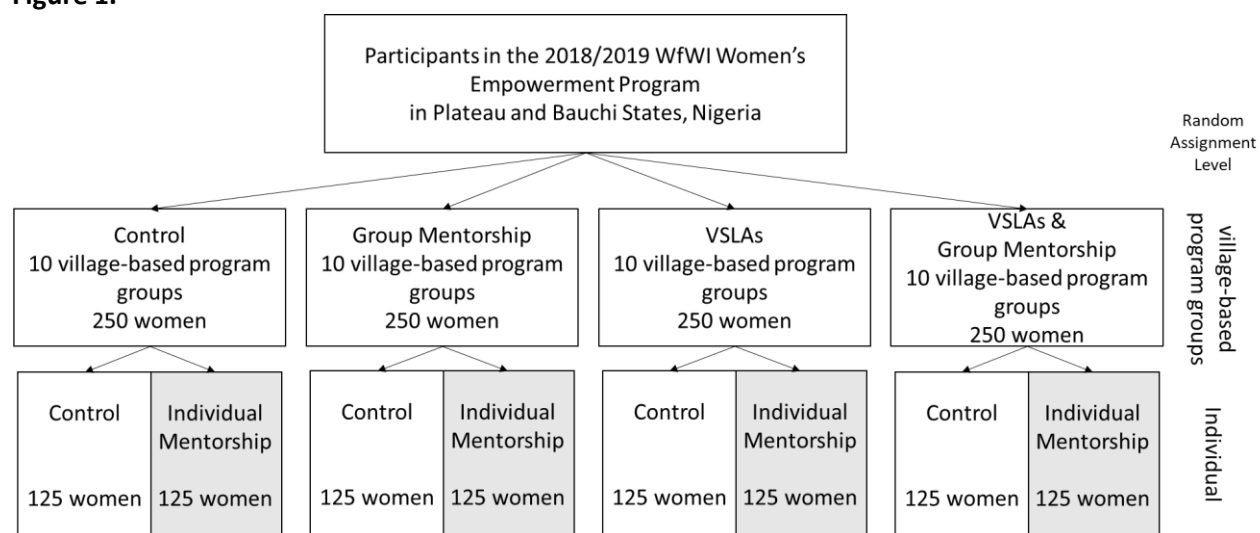 Figure 1.
Participants in the 2018/2019 WfWI Women's
Empowerment Program
in Plateau and Bauchi States, Nigeria
Random
Assignment
Level
Control
10 village-based program
groups
250 women
Group Mentorship
10 village-based program
groups
250 women
VSLAs
10 village-based program
groups
250 women
VSLAs &
Group Mentorship
10 village-based program
groups
250 women
village-based
program groups
Control
125 women
Individual
Mentorship
125 women
Control
125 women
Individual
Mentorship
125 women
Control
125 women
Individual
Mentorship
125 women
Control
125 women
Individual
Mentorship
125 women
Individual